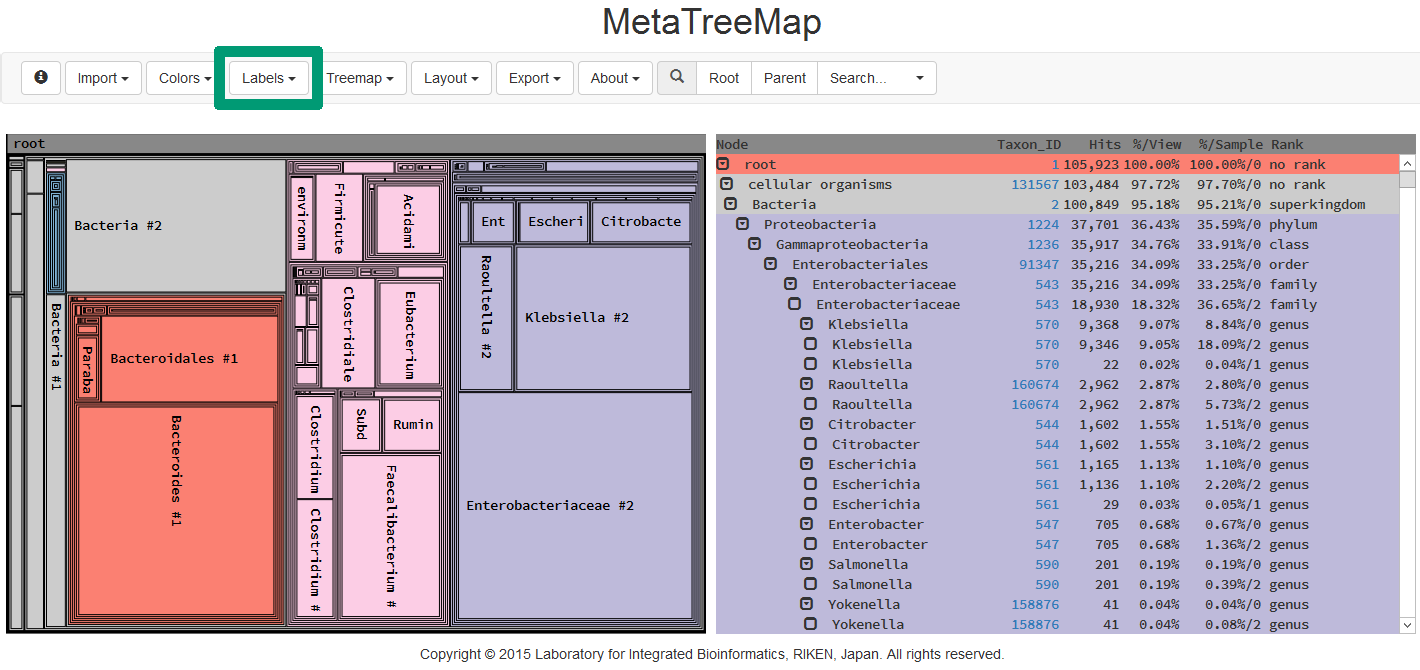 MetaTreeMap
Import Colors Labels Treemap Layout Export About Root Parent Search...
root
Bacteria #2
Bacteria #1
Paraba
Bacteroidales #1
Bacteroides #1
environm
Firmicute
Acidami
Clostridiale
Eubacterium
Clostridium
Subd
Rumin
Clostridium #
Faecalibacterium #
Ent
Escheri
Citrobacte
Raoultella #2
Klebsiella #2
Enterobacteriaceae #2
Node Taxon_ID Hits %/View %/Sample Rank
root 1 105,923 100.00% 100.00%/0 no rank
cellular organisms 131567 103,484 97.72% 97.70%/0 no rank
Bacteria 2 100,849 95.18% 95.21%/0 superkingdom
Proteobacteria 1224 37,701 36.43% 35.59%/0 phylum
Gammaproteobacteria 1236 35,917 34.76% 33.91%/0 class
Enterobacteriales 91347 35,216 34.09% 33.25%/0 order
Enterobacteriaceae 543 35,216 34.09% 33.25%/0 family
Enterobacteriaceae 543 18,930 18.32% 36.65%/2 family
Klebsiella 570 9,368 9.07% 8.84%/0 genus
Klebsiella 570 9,346 9.05% 18.09%/2 genus
Klebsiella 570 22 0.02% 0.04%/1 genus
Raoultella 160674 2,962 2.87% 2.80%/0 genus
Raoultella 160674 2,962 2.87% 5.73%/2 genus
Citrobacter 544 1,602 1.55% 1.51%/0 genus
Citrobacter 544 1,602 1.55% 3.10%/2 genus
Escherichia 561 1,165 1.13% 1.10%/0 genus
Escherichia 561 1,136 1.10% 2.20%/2 genus
Escherichia 561 29 0.03% 0.05%/1 genus
Enterobacter 547 705 0.68% 0.67%/0 genus
Enterobacter 547 705 0.68% 1.36%/2 genus
Salmonella 590 201 0.19% 0.19%/0 genus
Salmonella 590 201 0.19% 0.39%/2 genus
Yokenella 158876 41 0.04% 0.04%/0 genus
Yokenella 158876 41 0.04% 0.08%/2 genus
Copyright © 2015 Laboratory for Integrated Bioinformatics, RIKEN, Japan. All rights reserved.